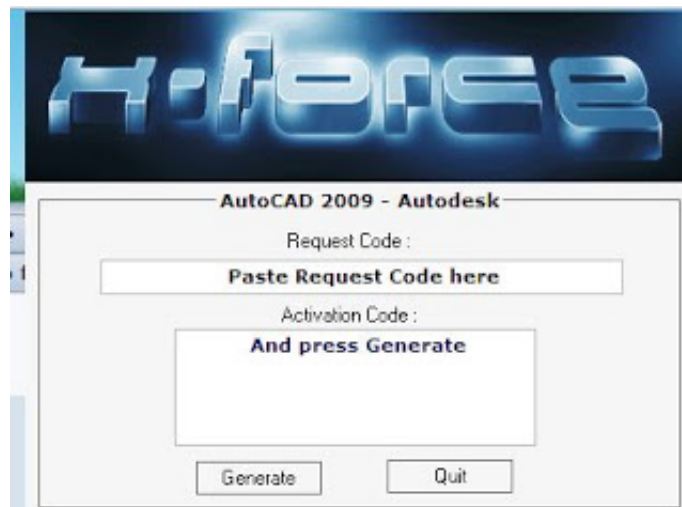 x-force
AutoCAD 2009 - Autodesk
Request Code :
Paste Request Code here
Activation Code :
And press Generate
Generate Quit